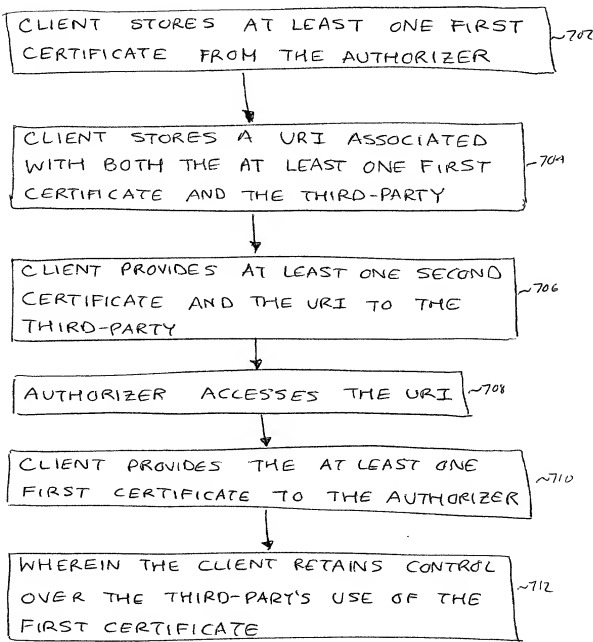 CLIENT STORES AT LEAST ONE FIRST
CERTIFICATE FROM THE AUTHORIZER
~702
CLIENT STORES A URI ASSOCIATED
WITH BOTH THE AT LEAST ONE FIRST
CERTIFICATE AND THE THIRD-PARTY
~704
CLIENT PROVIDES AT LEAST ONE SECOND
CERTIFICATE AND THE URI TO THE
THIRD-PARTY
~706
AUTHORIZER ACCESSES THE URI
~708
CLIENT PROVIDES THE AT LEAST ONE
FIRST CERTIFICATE TO THE AUTHORIZER
~710
WHEREIN THE CLIENT RETAINS CONTROL
OVER THE THIRD-PARY'S USE OF THE
FIRST CERTIFICATE
~712